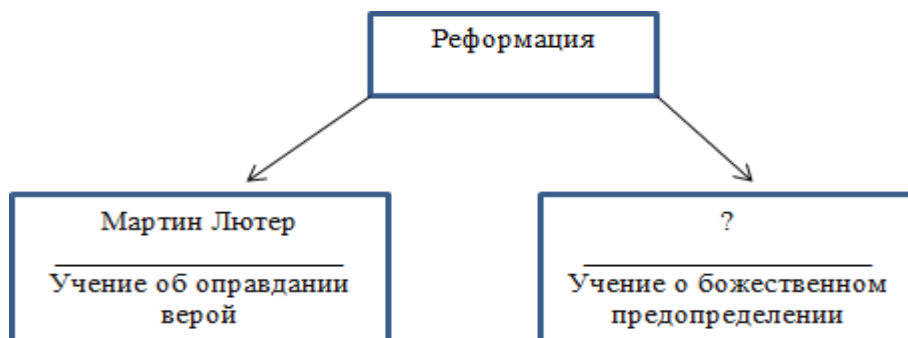 Реформация
Мартин Лютер
Учение об оправдании
верой
?
Учение о божественном
предопределении